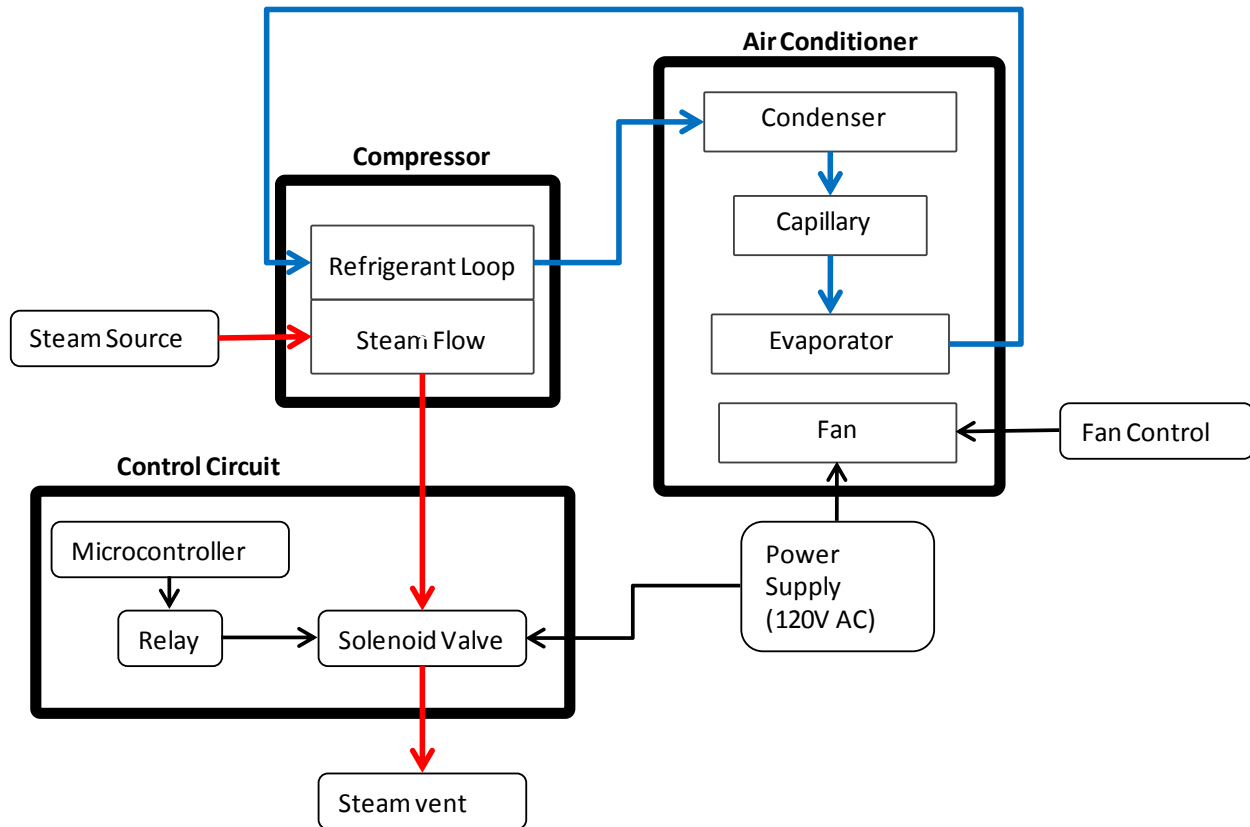 Air Conditioner
Condenser
Compressor
Capillary
Refrigerant Loop
Steam Source
Steam Flow
Evaporator
Fan
Fan Control
Control Circuit
Microcontroller
Power
Supply
(120V AC)
Relay
Solenoid Valve
Steam vent